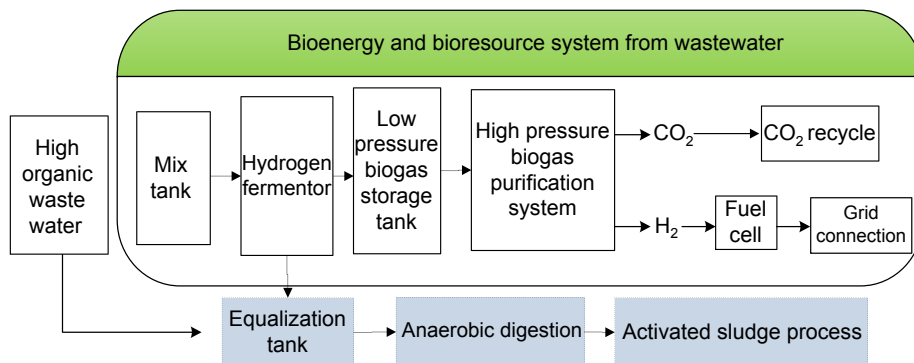 Bioenergy and bioresource system from wastewater
High
organic
waste
water
Mix
tank
Hydrogen
fermentor
Low
pressure
biogas
storage
tank
High pressure
biogas
purification
system
CO₂
CO₂ recycle
H₂
Fuel
cell
Grid
connection
Equalization
tank
Anaerobic digestion
Activated sludge process